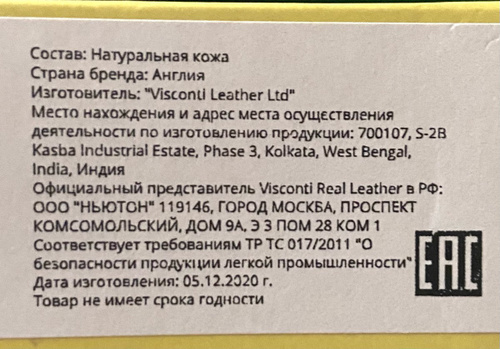 Состав: Натуральная кожа
Страна бренда: Англия
Изготовитель: "Visconti Leather Ltd"
Место нахождения и адрес места осуществления
деятельности по изготовлению продукции: 700107, S-2B
Kasba Industrial Estate, Phase 3, Kolkata, West Bengal,
India, Индия
Официальный представитель Visconti Real Leather в РФ:
ООО "НЬЮТОН" 119146, ГОРОД МОСКВА, ПРОСПЕКТ
КОМСОМОЛЬСКИЙ, ДОМ 9А, Э 3 ПОМ 28 КОМ 1
Соответствует требованиям ТР ТС 017/2011 "О
безопасности продукции легкой промышленности"
EAC
Дата изготовления: 05.12.2020 г.
Товар не имеет срока годности